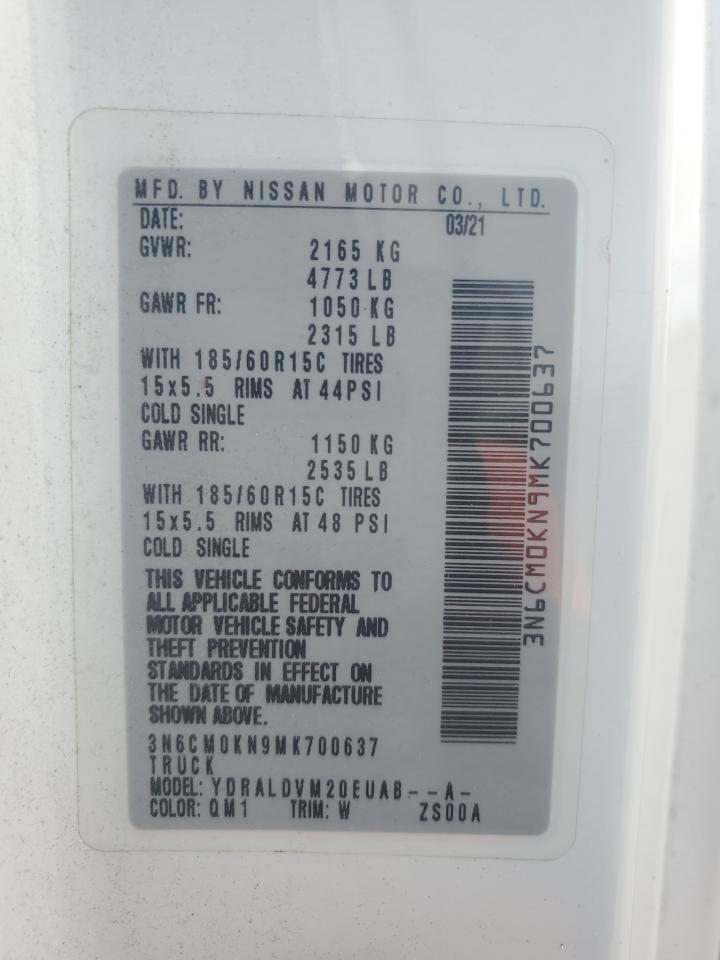 MFD. BY NISSAN MOTOR CO., LTD.
DATE: 03/21
GVWR: 2165 KG
4773 LB
GAWR FR: 1050 KG
2315 LB
WITH 185/60R15C TIRES
15x5.5 RIMS AT 44PSI
COLD SINGLE
GAWR RR: 1150 KG
2535 LB
WITH 185/60R15C TIRES
15x5.5 RIMS AT 48 PSI
COLD SINGLE
THIS VEHICLE CONFORMS TO
ALL APPLICABLE FEDERAL
MOTOR VEHICLE SAFETY AND
THEFT PREVENTION
STANDARDS IN EFFECT ON
THE DATE OF MANUFACTURE
SHOWN ABOVE.
3N6CM0KN9MK700637
TRUCK
MODEL: YDRALDVM20EUAB--A-
COLOR: QM1 TRIM: W ZS00A
3N6CM0KN9MK700637